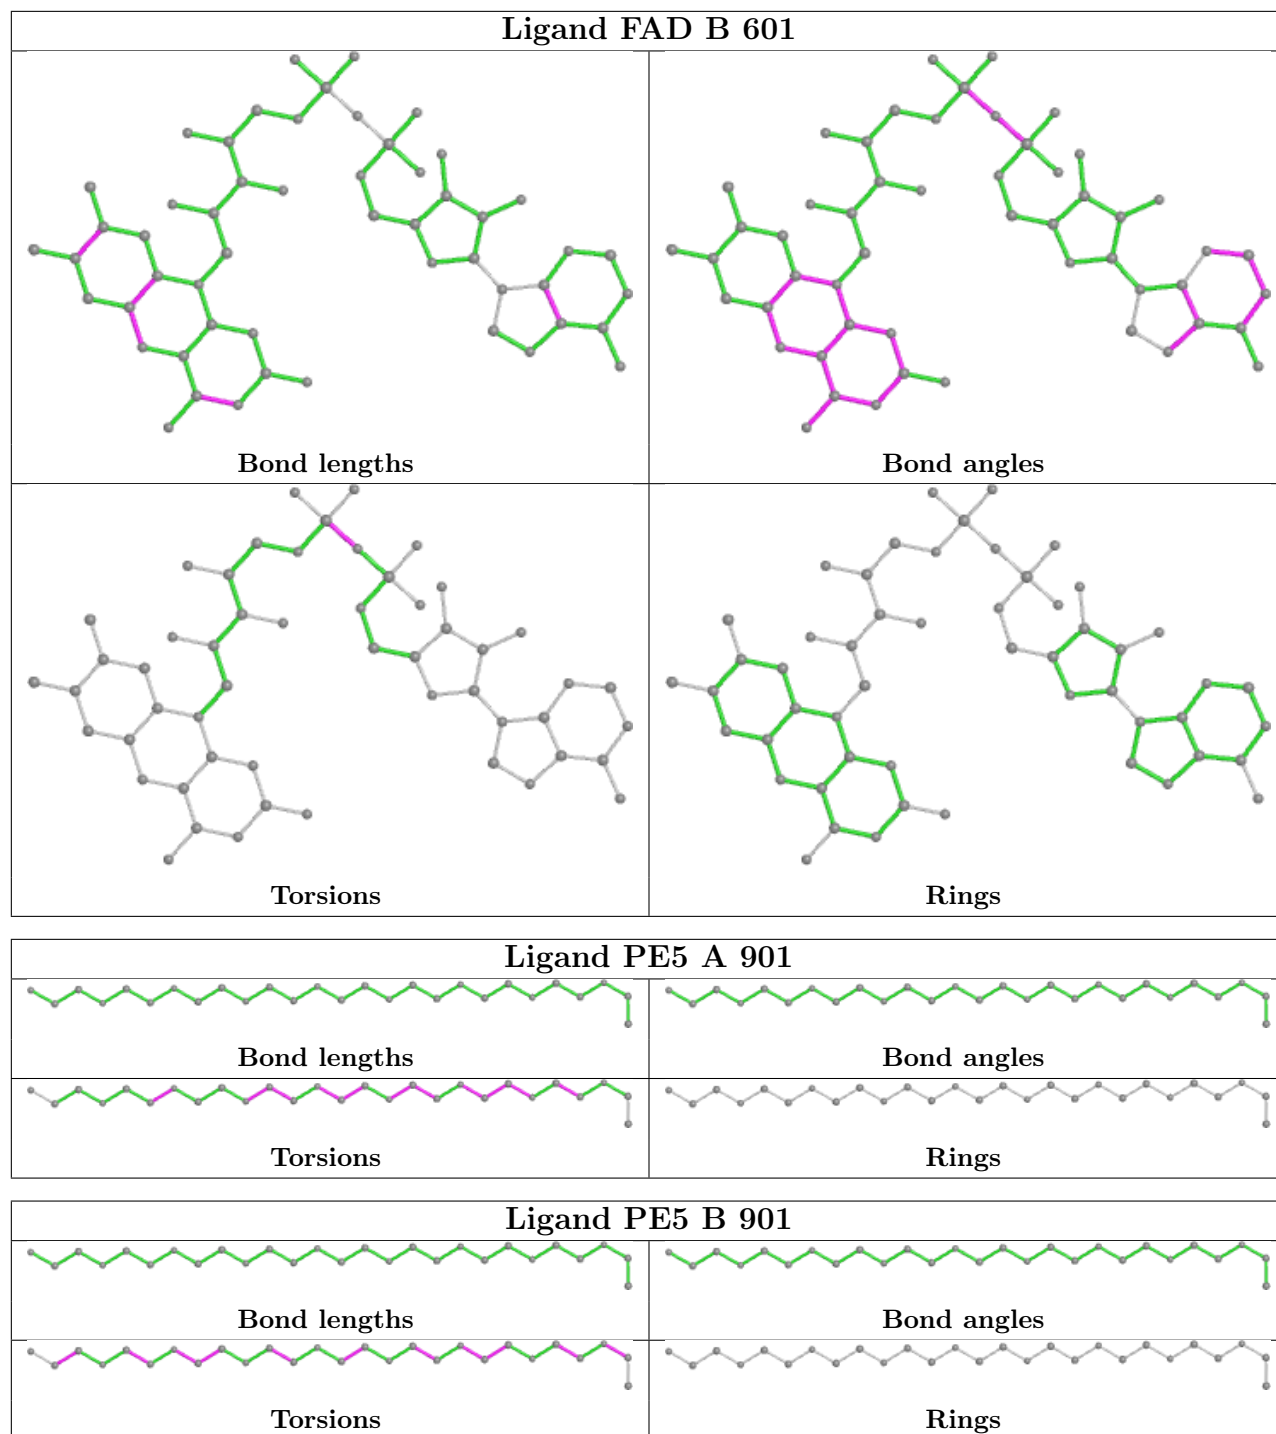 Ligand FAD B 601
Bond lengths
Bond angles
Torsions
Rings
Ligand PE5 A 901
Bond lengths
Bond angles
Torsions
Rings
Ligand PE5 B 901
Bond lengths
Bond angles
Torsions
Rings